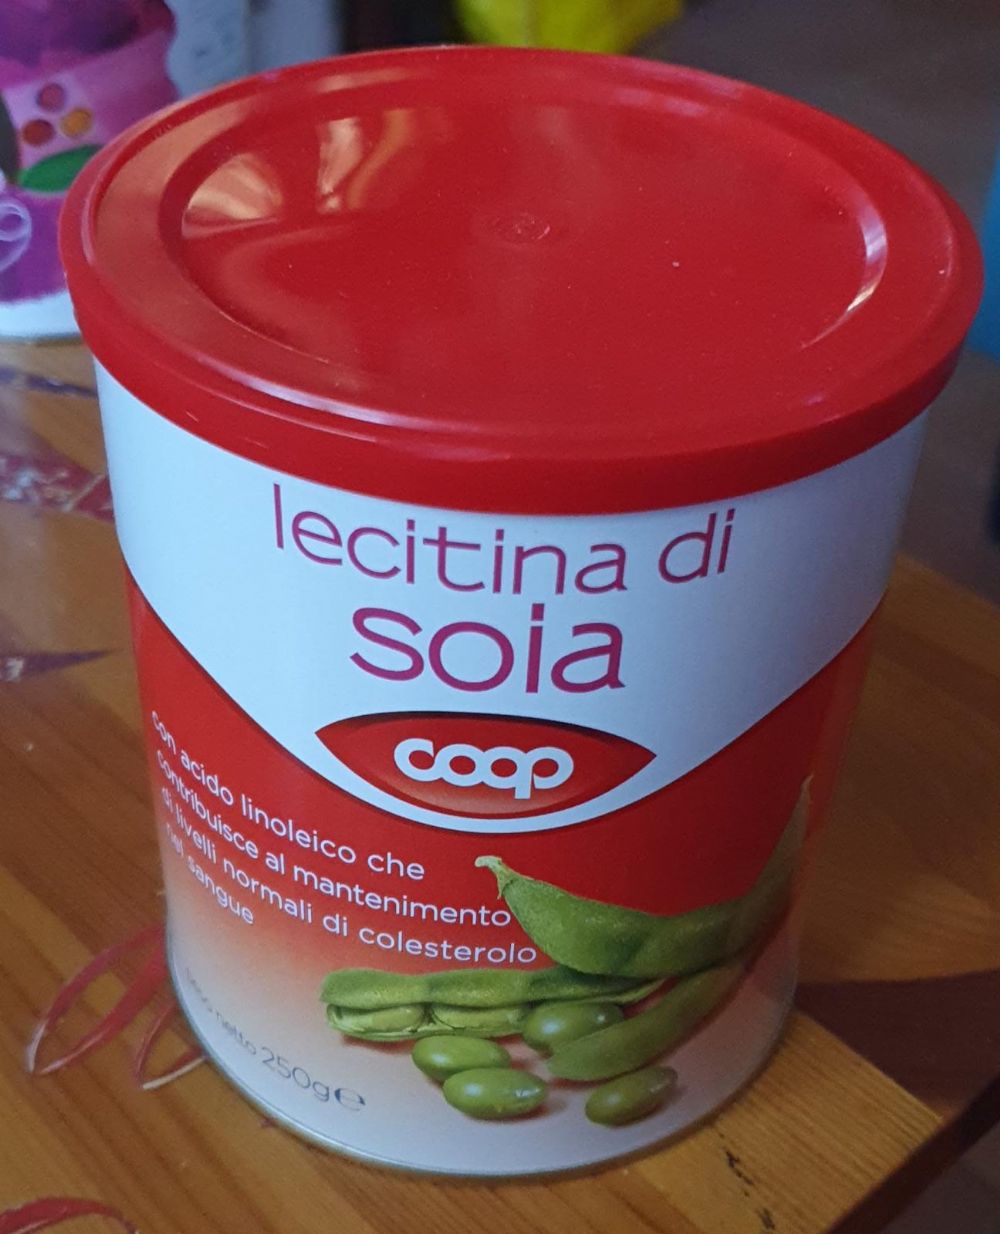 lecitina di
soia
coop
con acido linoleico che
contribuisce al mantenimento
di livelli normali di colesterolo
nel sangue
peso netto 250g℮